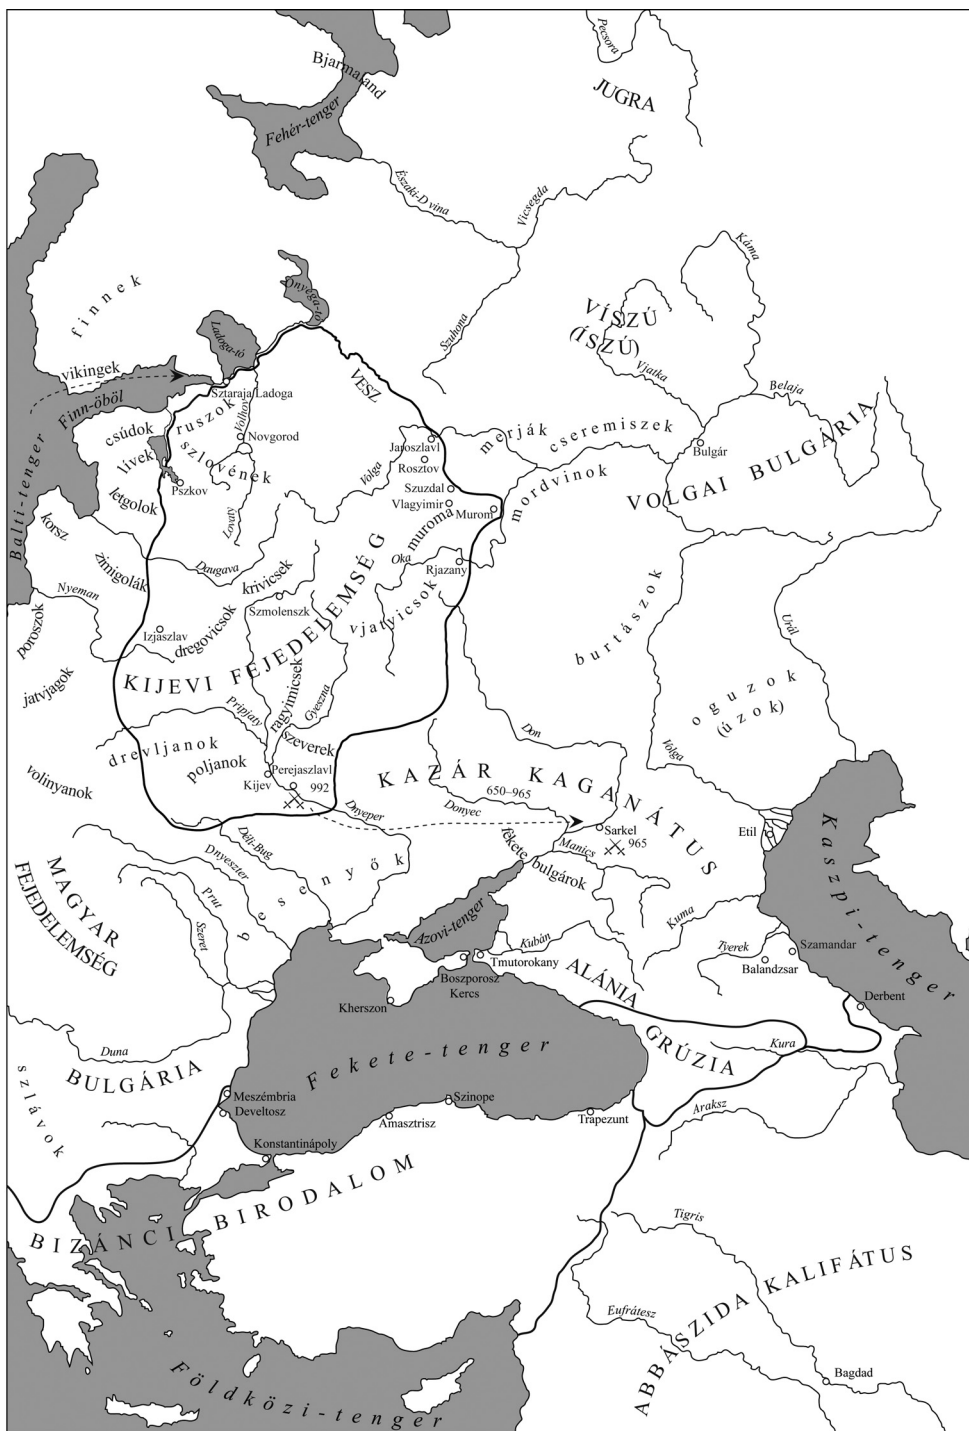 Pecsora
Bjarmaland
JUGRA
Fehér-tenger
Északi-Dvina
Vicsegda
Káma
finnek
Onyega-tó
Ladoga-tó
Szuhona
VÍSZÚ
(ÍSZÚ)
vikingek
Vjatka
VESZ
Belaja
Sztaraja Ladoga
Finn-öböl
ruszok
Volhov
csúdok
Novgorod
szlovének
Jaroszlavl
merják
cseremiszek
Bulgár
lívek
Rosztov
Volga
Pszkov
mordvinok
VOLGAI BULGÁRIA
letgolok
Szuzdal
Vlagyimir
Murom
muroma
korsz
Lovaty
Balti-tenger
zimigolák
Daugava
Oka
Rjazany
krivicsek
Nyeman
Szmolenszk
vjatyicsok
burtászok
Urál
poroszok
Izjaszlav
dregovicsok
KIJEVI FEJEDELEMSÉG
jatvjagok
ragyimicsek
Gyeszna
Pripjaty
oguzok
(úzok)
Don
drevljanok
szeverek
Volga
poljanok
Perejaszlavl
volinyanok
Kijev
992
KAZÁR KAGANÁTUS
650–965
Dnyeper
Donyec
Sarkel
965
Etil
Déli-Bug
Dnyeszter
fekete bulgárok
Manics
Kaszpi-tenger
MAGYAR
FEJEDELEMSÉG
besenyők
Prut
Szeret
Azovi-tenger
Kuma
Kubán
Tyerek
Szamandar
Tmutorokany
Balandzsar
Boszporosz
Kercs
ALÁNIA
Kherszon
Derbent
Duna
GRÚZIA
Kura
Fekete-tenger
BULGÁRIA
szlávok
Meszémbria
Develtosz
Szinope
Amasztrisz
Trapezunt
Araksz
Konstantinápoly
BIZÁNCI BIRODALOM
Tigris
ABBÁSZIDA KALIFÁTUS
Eufrátesz
Bagdad
Földközi-tenger